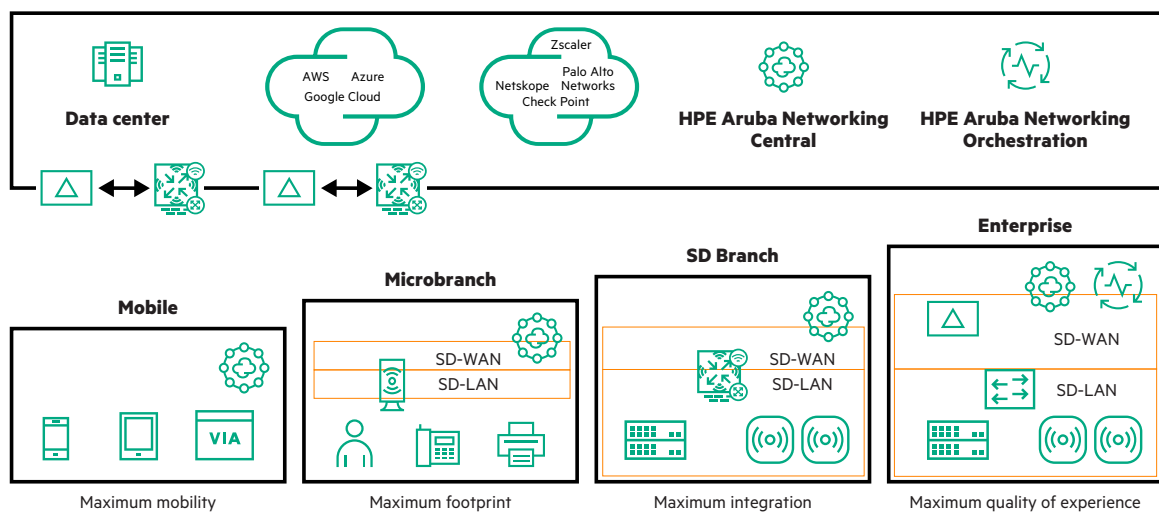 Zscaler
AWS Azure
Palo Alto
Netskope Networks
Google Cloud
Check Point
Data center
HPE Aruba Networking
Central
HPE Aruba Networking
Orchestration
Enterprise
SD Branch
Microbranch
Mobile
SD-WAN
SD-LAN
SD-WAN
SD-LAN
SD-WAN
SD-LAN
VIA
Maximum mobility
Maximum footprint
Maximum integration
Maximum quality of experience